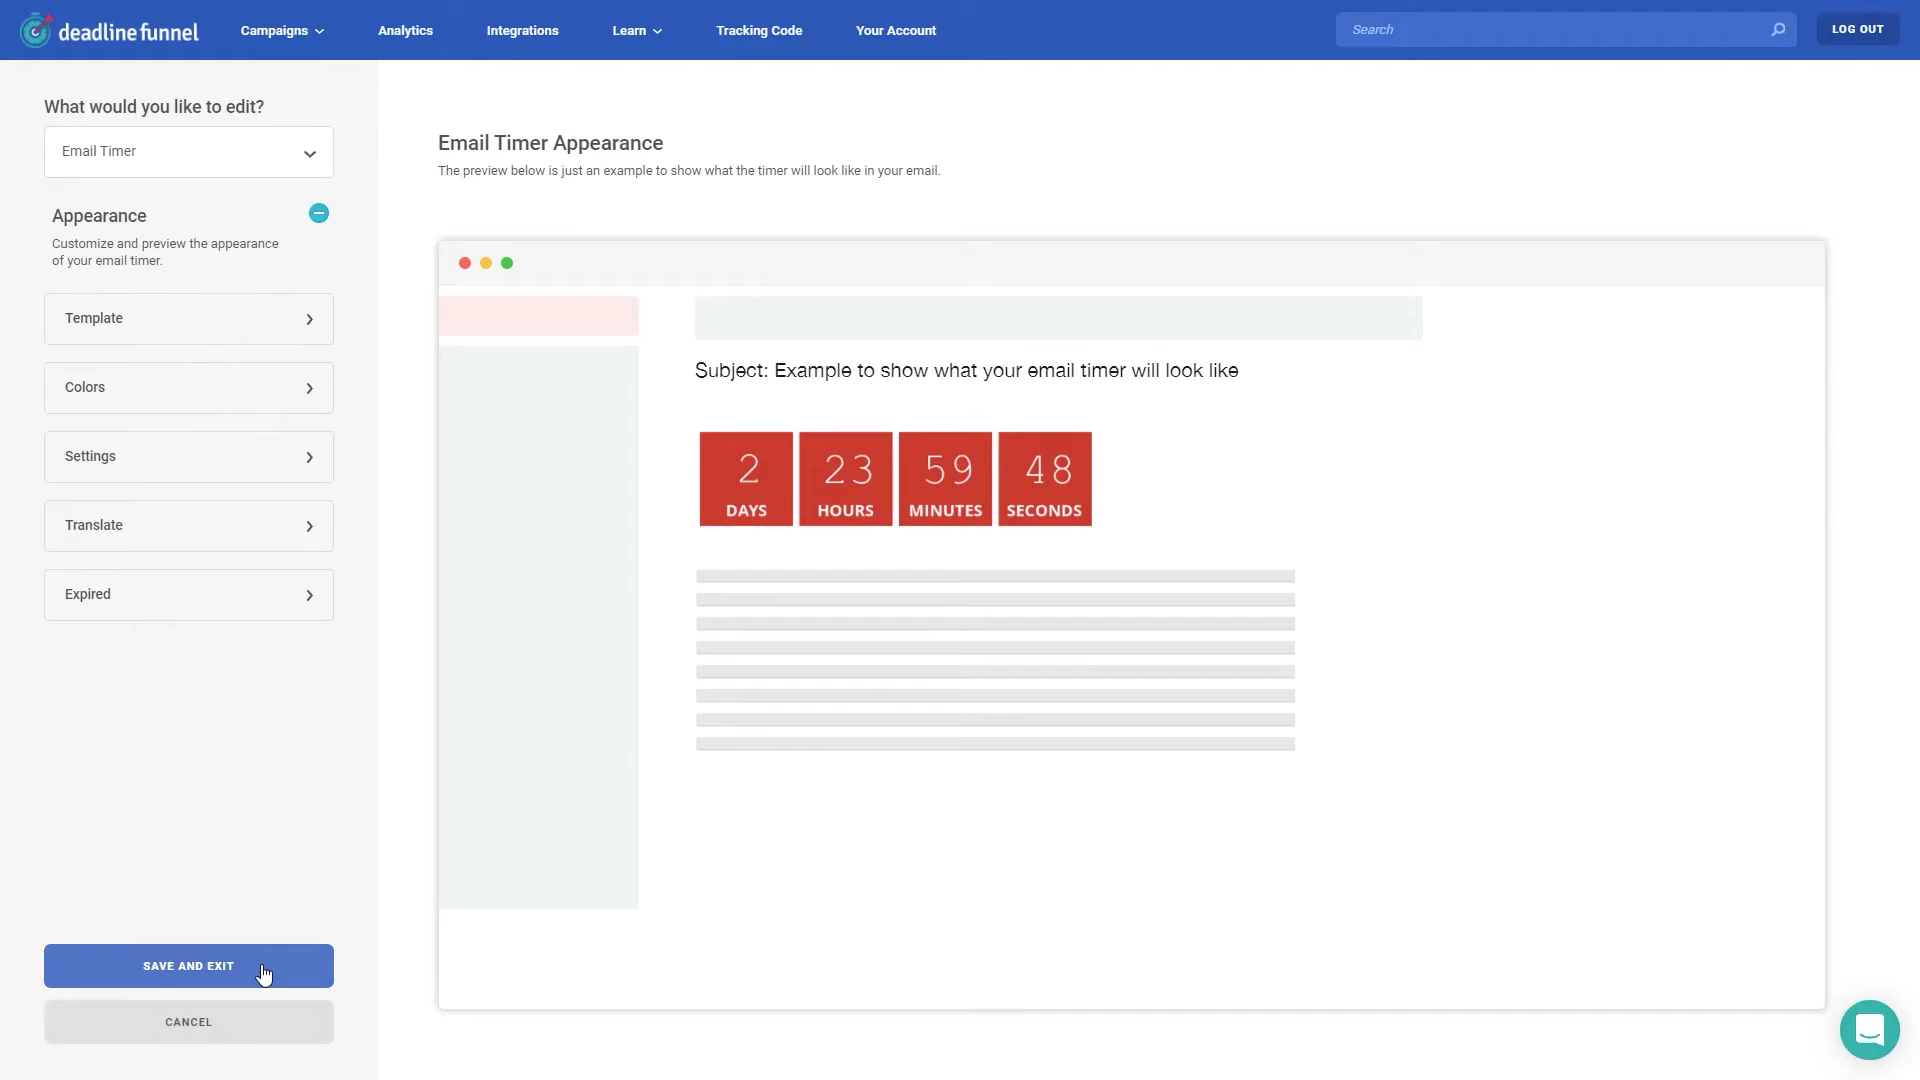 deadline funnel
Campaigns
Analytics
Integrations
Learn
Tracking Code
Your Account
Search
LOG OUT
What would you like to edit?
Email Timer
Appearance
Customize and preview the appearance
of your email timer.
Template
Colors
Settings
Translate
Expired
SAVE AND EXIT
CANCEL
Email Timer Appearance
The preview below is just an example to show what the timer will look like in your email.
Subject: Example to show what your email timer will look like
2 23 59 48
DAYS HOURS MINUTES SECONDS